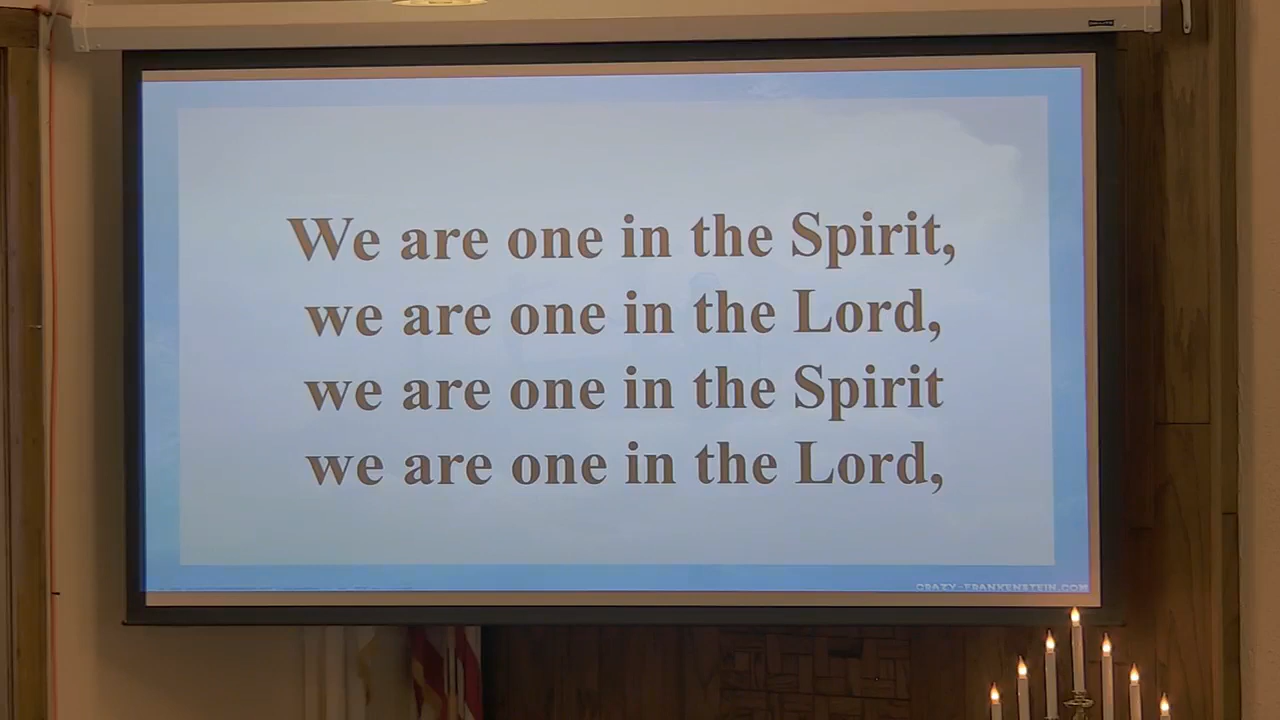 We are one in the Spirit,
we are one in the Lord,
we are one in the Spirit
we are one in the Lord,
CRAZY-FRANKENSTEIN.COM